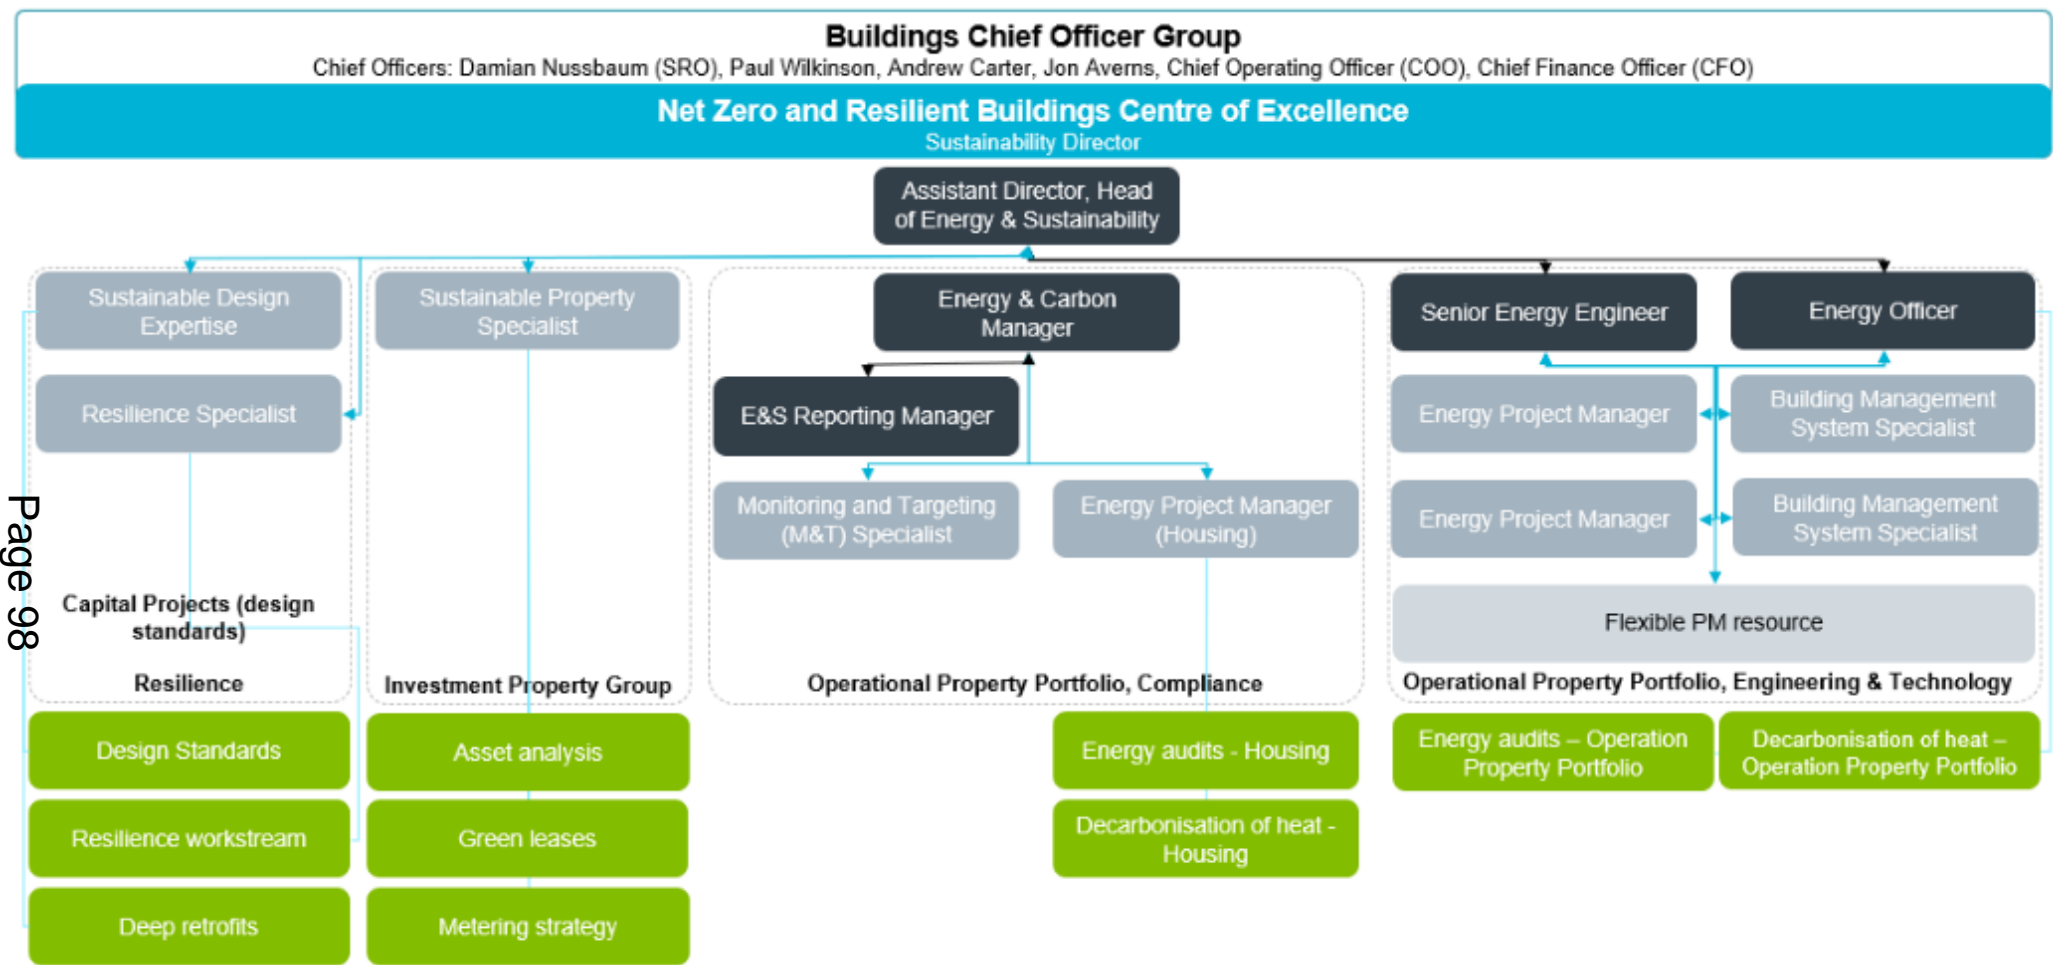 Buildings Chief Officer Group
Chief Officers: Damian Nussbaum (SRO), Paul Wilkinson, Andrew Carter, Jon Averns, Chief Operating Officer (COO), Chief Finance Officer (CFO)
Net Zero and Resilient Buildings Centre of Excellence
Sustainability Director
Assistant Director, Head
of Energy & Sustainability
Sustainable Design
Expertise
Resilience Specialist
Capital Projects (design
standards)
Resilience
Sustainable Property
Specialist
Investment Property Group
Energy & Carbon
Manager
E&S Reporting Manager
Monitoring and Targeting
(M&T) Specialist
Energy Project Manager
(Housing)
Operational Property Portfolio, Compliance
Senior Energy Engineer
Energy Officer
Energy Project Manager
Building Management
System Specialist
Energy Project Manager
Building Management
System Specialist
Flexible PM resource
Operational Property Portfolio, Engineering & Technology
Design Standards
Resilience workstream
Deep retrofits
Asset analysis
Green leases
Metering strategy
Energy audits - Housing
Decarbonisation of heat -
Housing
Energy audits – Operation
Property Portfolio
Decarbonisation of heat –
Operation Property Portfolio
Page 98